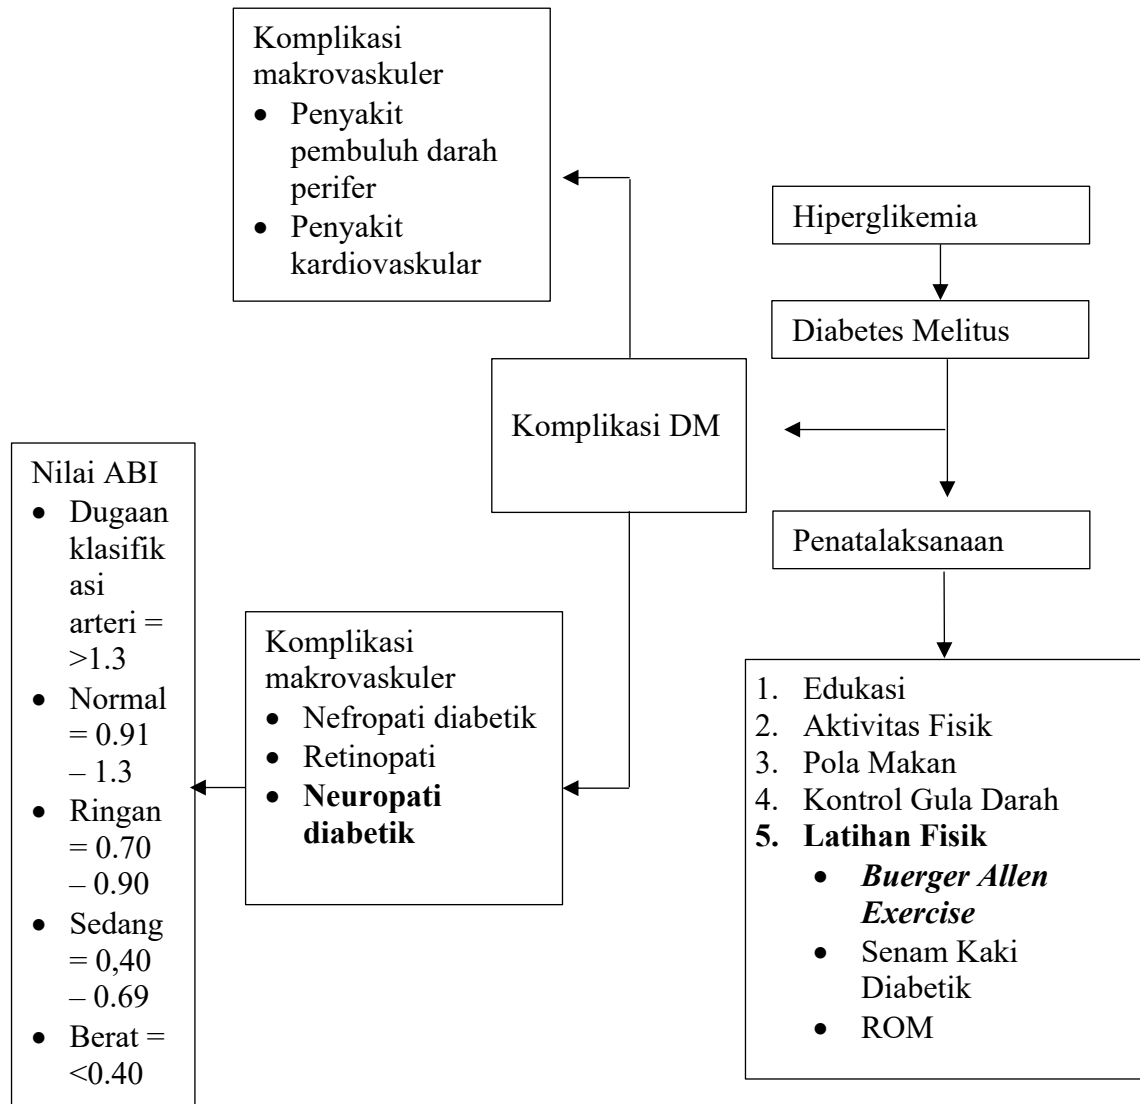 Komplikasi
makrovaskuler
• Penyakit
pembuluh darah
perifer
• Penyakit
kardiovaskular
Hiperglikemia
Diabetes Melitus
Komplikasi DM
Penatalaksanaan
Nilai ABI
• Dugaan
klasifik
asi
arteri =
>1.3
• Normal
= 0.91
– 1.3
• Ringan
= 0.70
– 0.90
• Sedang
= 0,40
– 0.69
• Berat =
<0.40
Komplikasi
makrovaskuler
• Nefropati diabetik
• Retinopati
• Neuropati
diabetik
1. Edukasi
2. Aktivitas Fisik
3. Pola Makan
4. Kontrol Gula Darah
5. Latihan Fisik
• Buerger Allen
Exercise
• Senam Kaki
Diabetik
• ROM